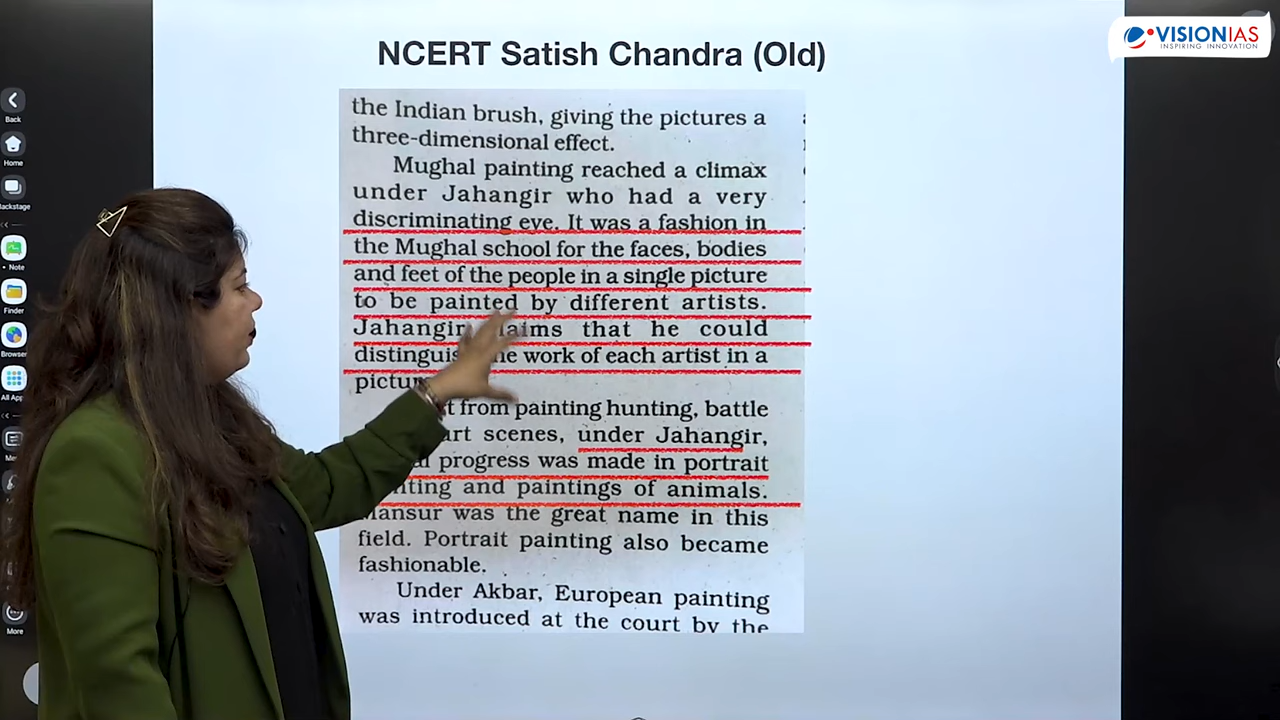 VISIONIAS
INSPIRING INNOVATION
NCERT Satish Chandra (Old)
the Indian brush, giving the pictures a
three-dimensional effect.
Mughal painting reached a climax
under Jahangir who had a very
discriminating eye. It was a fashion in
the Mughal school for the faces, bodies
and feet of the people in a single picture
to be painted by different artists.
Jahangir that he could
work of each artist in a
from painting hunting, battle
scenes, under Jahangir,
progress was made in portrait
and paintings of animals.
Mansur was the great name in this
field. Portrait painting also became
fashionable.
Under Akbar, European painting
was introduced at the court by the
Back
Home
Backstage
Note
Finder
Browser
All App
More